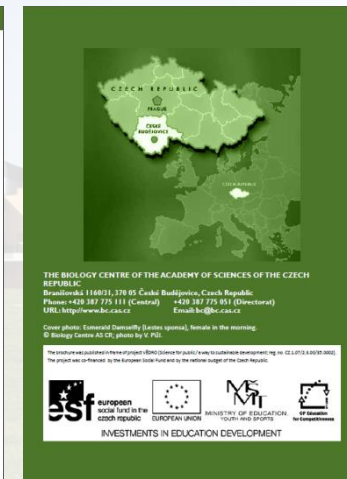 CZECH REPUBLIC
PRAGUE
ČESKÉ
BUDĚJOVICE
CZECH REPUBLIC
THE BIOLOGY CENTRE OF THE ACADEMY OF SCIENCES OF THE CZECH
REPUBLIC
Branišovská 1160/31, 370 05 České Budějovice, Czech Republic
Phone: +420 387 775 111 (Central) +420 387 775 051 (Directorat)
URL: http://www.bc.cas.cz Email: bc@bc.cas.cz
Cover photo: Esmerald Damselfly (Lestes sponsa), female in the morning.
© Biology Centre AS CR; photo by V. Pižl.
The brochure was published in frame of project VĚDRO (Science for public / a way to sustainable development; reg. no. CZ.1.07/2.3.00/35.0002).
The project was co-financed by the European Social Fund and by the national budget of the Czech Republic.
esf european
social fund in the
czech republic
EUROPEAN UNION
MINISTRY OF EDUCATION
YOUTH AND SPORTS
OP Education
for Competitiveness
INVESTMENTS IN EDUCATION DEVELOPMENT